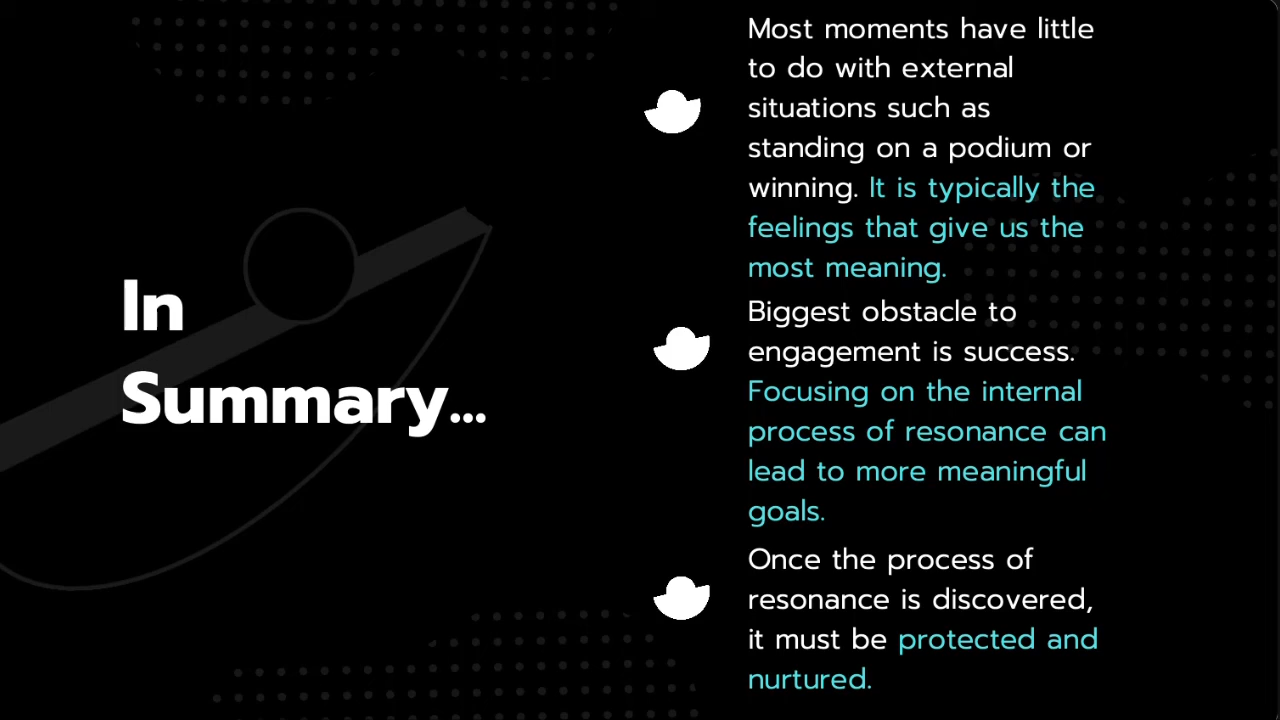 In
Summary...
Most moments have little
to do with external
situations such as
standing on a podium or
winning. It is typically the
feelings that give us the
most meaning.
Biggest obstacle to
engagement is success.
Focusing on the internal
process of resonance can
lead to more meaningful
goals.
Once the process of
resonance is discovered,
it must be protected and
nurtured.